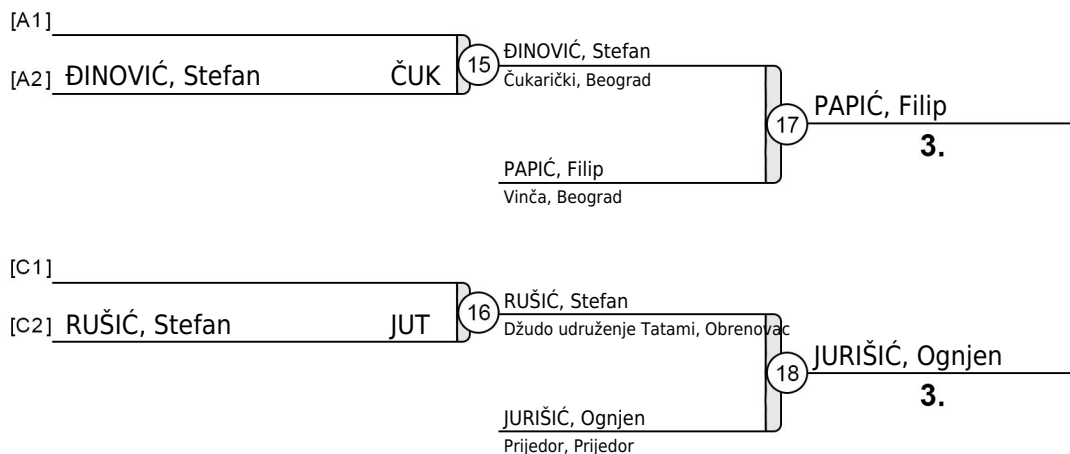 [A1]
[A2] ĐINOVIĆ, Stefan ČUK
15
ĐINOVIĆ, Stefan
Čukarički, Beograd
17
PAPIĆ, Filip
3.
PAPIĆ, Filip
Vinča, Beograd
[C1]
[C2] RUŠIĆ, Stefan JUT
16
RUŠIĆ, Stefan
Džudo udruženje Tatami, Obrenovac
18
JURIŠIĆ, Ognjen
3.
JURIŠIĆ, Ognjen
Prijedor, Prijedor